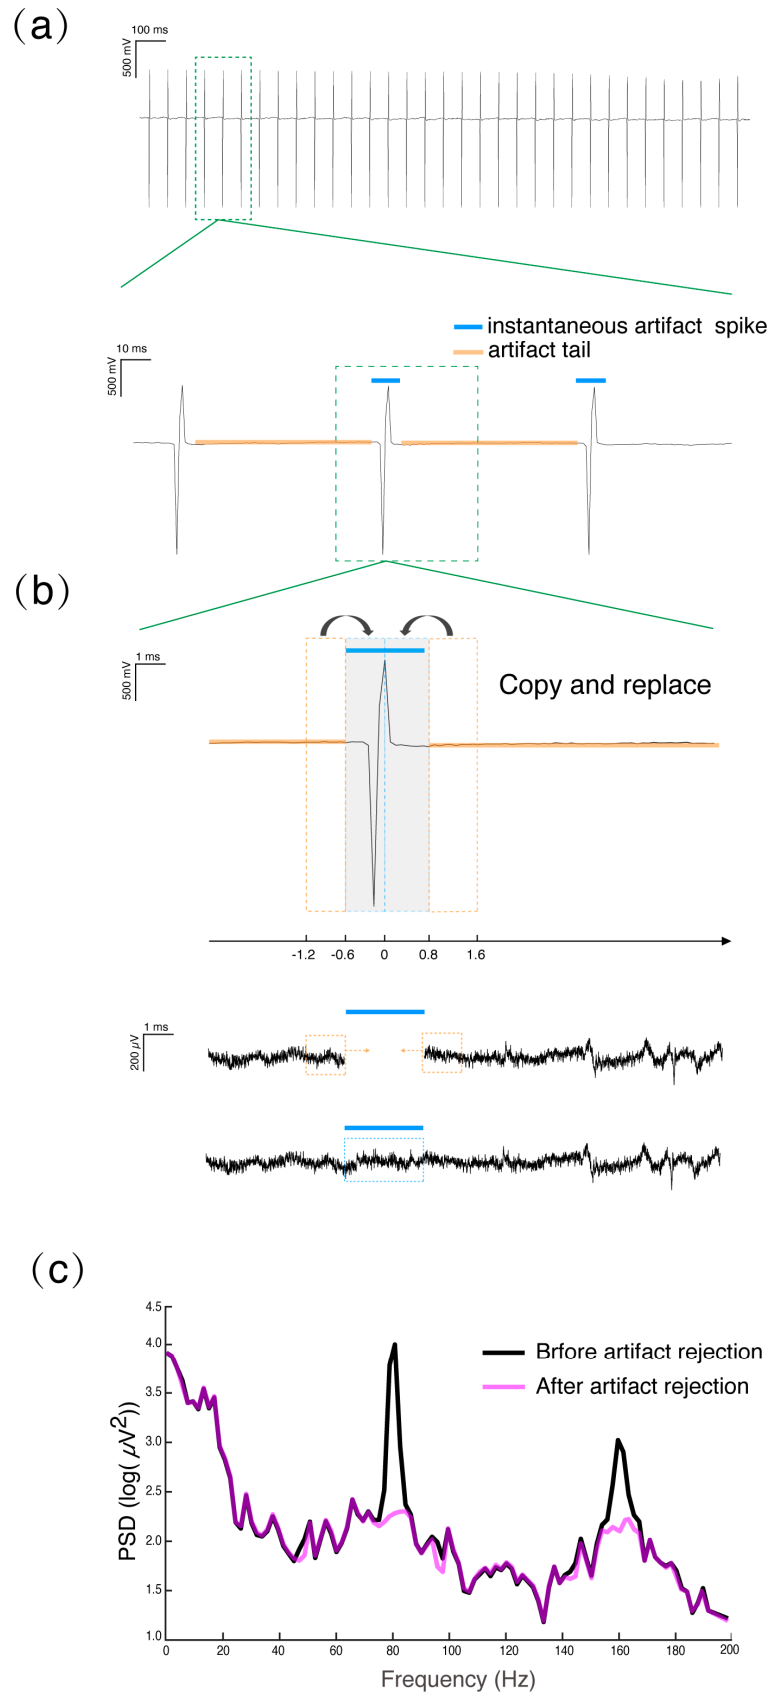 (a)
100 ms
500 mV
instantaneous artifact spike
artifact tail
10 ms
500 mV
(b)
1 ms
500 mV
Copy and replace
-1.2 -0.6 0 0.8 1.6
1 ms
200 µV
(c)
4.5
4.0
3.5
3.0
2.5
2.0
1.5
1.0
PSD (log( µV²))
Brfore artifact rejection
After artifact rejection
0 20 40 60 80 100 120 140 160 180 200
Frequency (Hz)